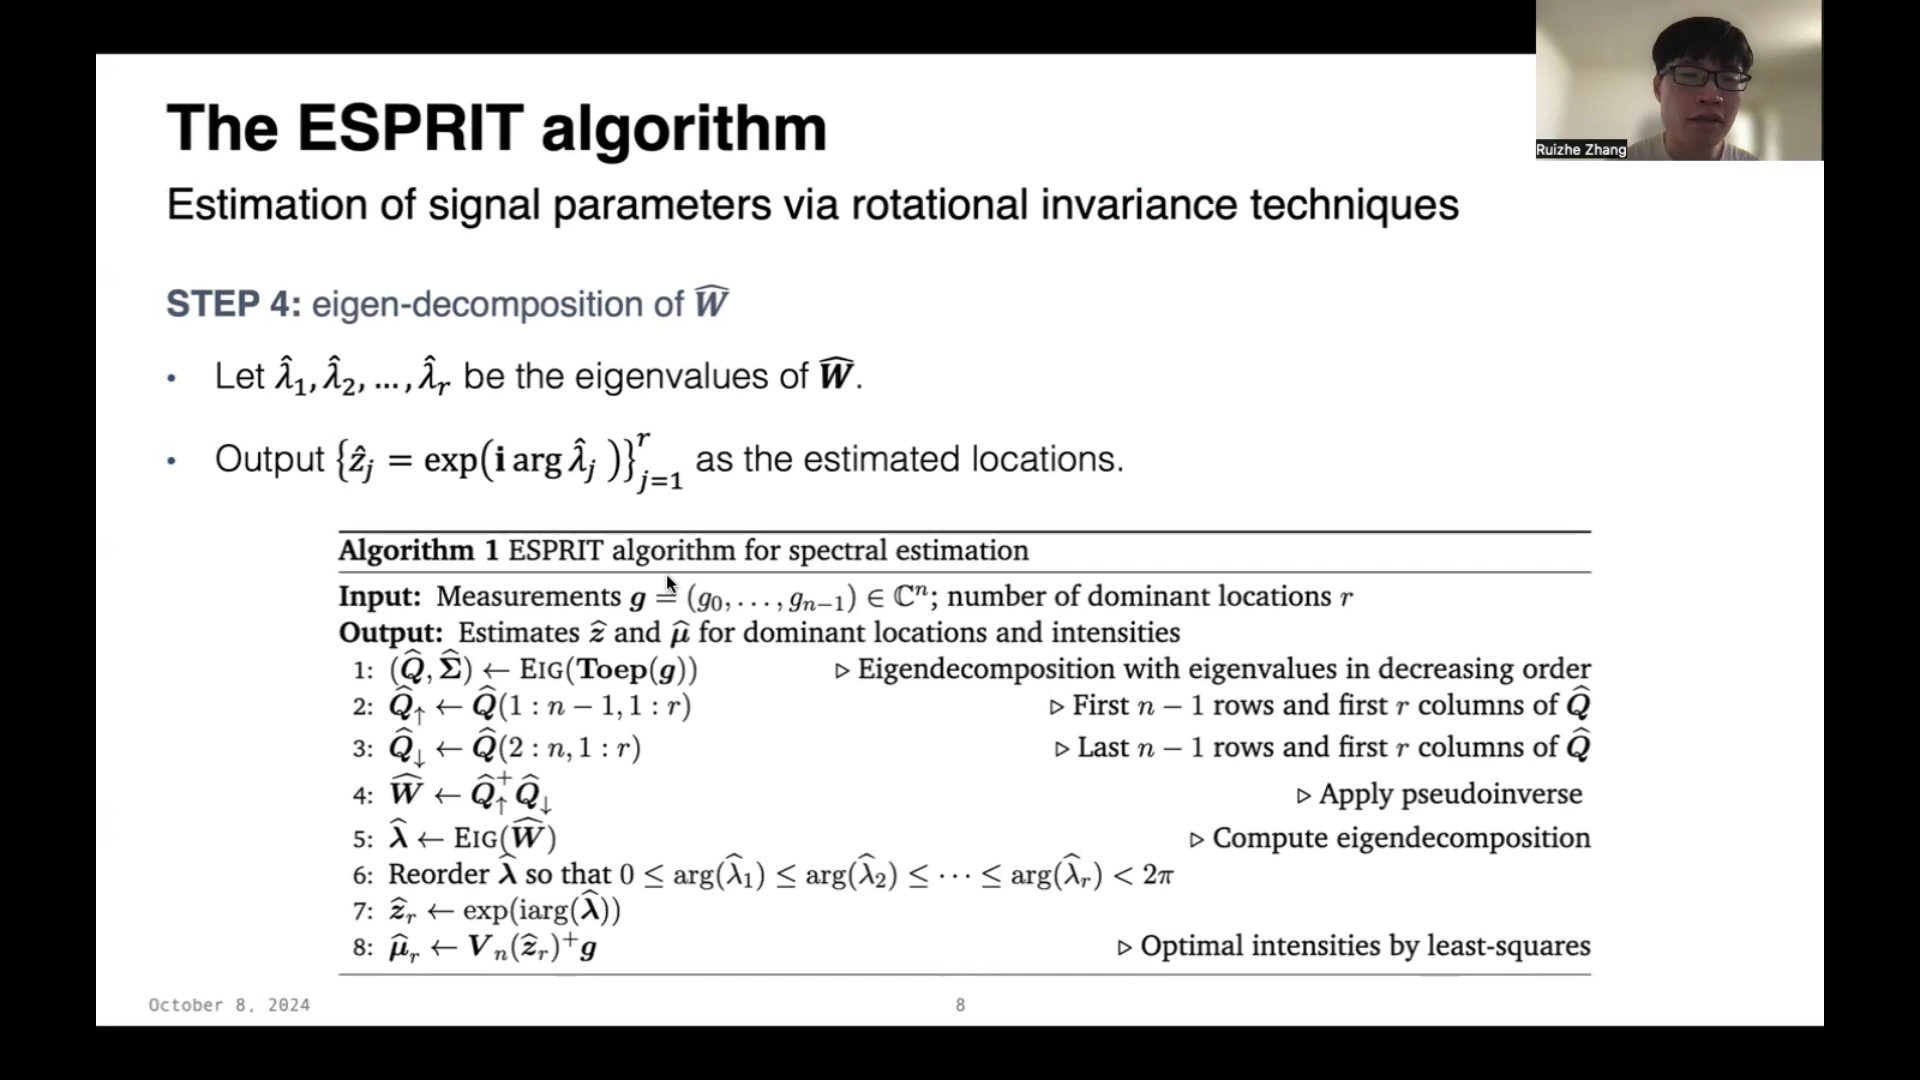 The ESPRIT algorithm
Ruizhe Zhang
Estimation of signal parameters via rotational invariance techniques
STEP 4: eigen-decomposition of Ŵ
• Let λ̂₁, λ̂₂, …, λ̂ᵣ be the eigenvalues of Ŵ.
• Output {ẑⱼ = exp(i arg λ̂ⱼ )}ʳⱼ₌₁ as the estimated locations.
Algorithm 1 ESPRIT algorithm for spectral estimation
Input: Measurements g = (g₀, . . . , gₙ₋₁) ∈ ℂⁿ; number of dominant locations r
Output: Estimates ẑ and μ̂ for dominant locations and intensities
1: (Q̂, Σ̂) ← EIG(Toep(g)) ▷ Eigendecomposition with eigenvalues in decreasing order
2: Q̂↑ ← Q̂(1 : n − 1, 1 : r) ▷ First n − 1 rows and first r columns of Q̂
3: Q̂↓ ← Q̂(2 : n, 1 : r) ▷ Last n − 1 rows and first r columns of Q̂
4: Ŵ ← Q̂↑⁺Q̂↓ ▷ Apply pseudoinverse
5: λ̂ ← EIG(Ŵ) ▷ Compute eigendecomposition
6: Reorder λ̂ so that 0 ≤ arg(λ̂₁) ≤ arg(λ̂₂) ≤ ⋯ ≤ arg(λ̂ᵣ) < 2π
7: ẑᵣ ← exp(iarg(λ̂))
8: μ̂ᵣ ← Vₙ(ẑᵣ)⁺g ▷ Optimal intensities by least-squares
October 8, 2024
8